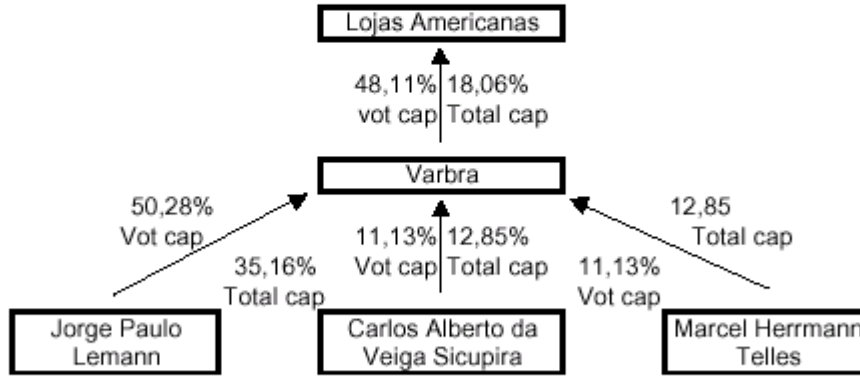 Lojas Americanas
48,11% 18,06%
vot cap Total cap
Varbra
50,28%
Vot cap
35,16%
Total cap
11,13% 12,85%
Vot cap Total cap
12,85
Total cap
11,13%
Vot cap
Jorge Paulo
Lemann
Carlos Alberto da
Veiga Sicupira
Marcel Herrmann
Telles